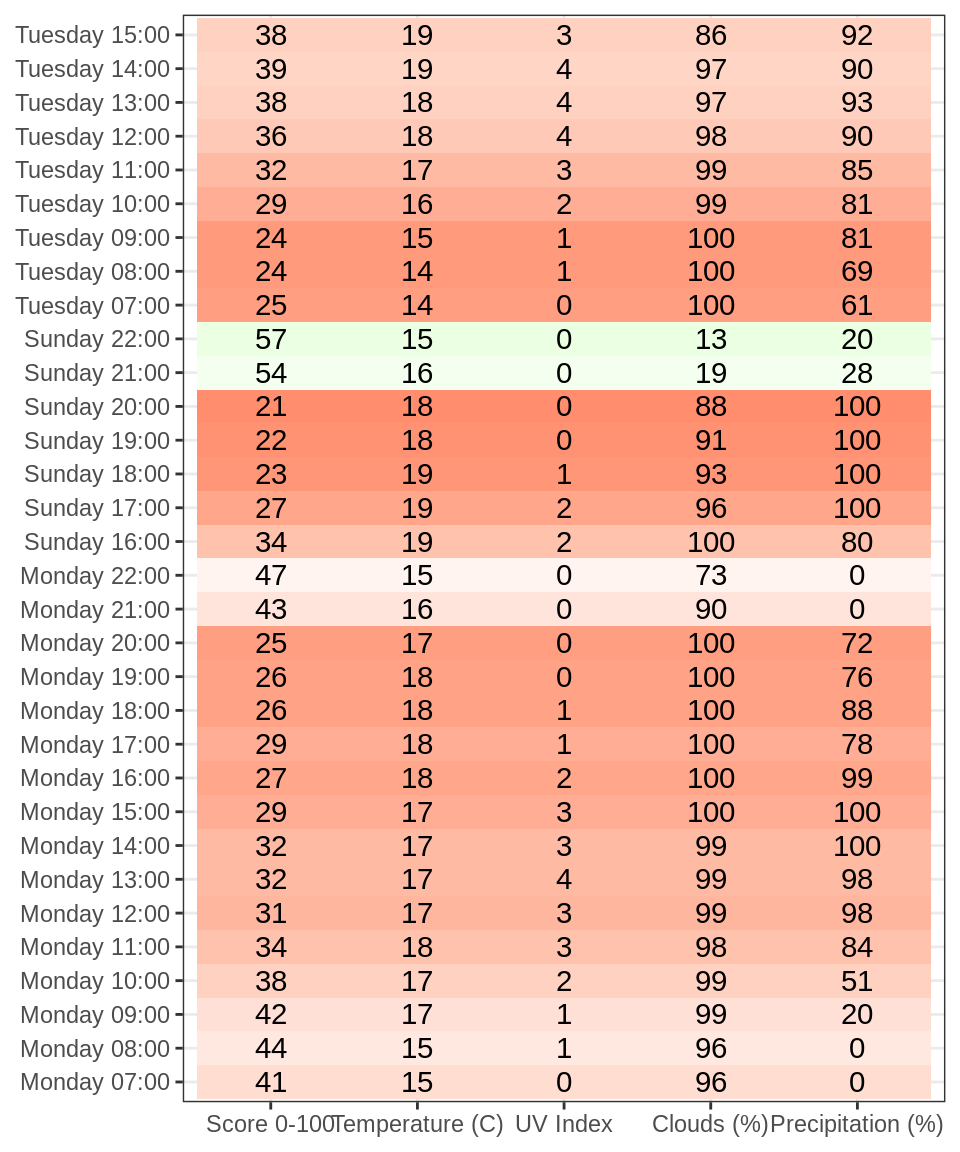 Tuesday 15:00 38 19 3 86 92
Tuesday 14:00 39 19 4 97 90
Tuesday 13:00 38 18 4 97 93
Tuesday 12:00 36 18 4 98 90
Tuesday 11:00 32 17 3 99 85
Tuesday 10:00 29 16 2 99 81
Tuesday 09:00 24 15 1 100 81
Tuesday 08:00 24 14 1 100 69
Tuesday 07:00 25 14 0 100 61
Sunday 22:00 57 15 0 13 20
Sunday 21:00 54 16 0 19 28
Sunday 20:00 21 18 0 88 100
Sunday 19:00 22 18 0 91 100
Sunday 18:00 23 19 1 93 100
Sunday 17:00 27 19 2 96 100
Sunday 16:00 34 19 2 100 80
Monday 22:00 47 15 0 73 0
Monday 21:00 43 16 0 90 0
Monday 20:00 25 17 0 100 72
Monday 19:00 26 18 0 100 76
Monday 18:00 26 18 1 100 88
Monday 17:00 29 18 1 100 78
Monday 16:00 27 18 2 100 99
Monday 15:00 29 17 3 100 100
Monday 14:00 32 17 3 99 100
Monday 13:00 32 17 4 99 98
Monday 12:00 31 17 3 99 98
Monday 11:00 34 18 3 98 84
Monday 10:00 38 17 2 99 51
Monday 09:00 42 17 1 99 20
Monday 08:00 44 15 1 96 0
Monday 07:00 41 15 0 96 0
Score 0-100 Temperature (C) UV Index Clouds (%) Precipitation (%)